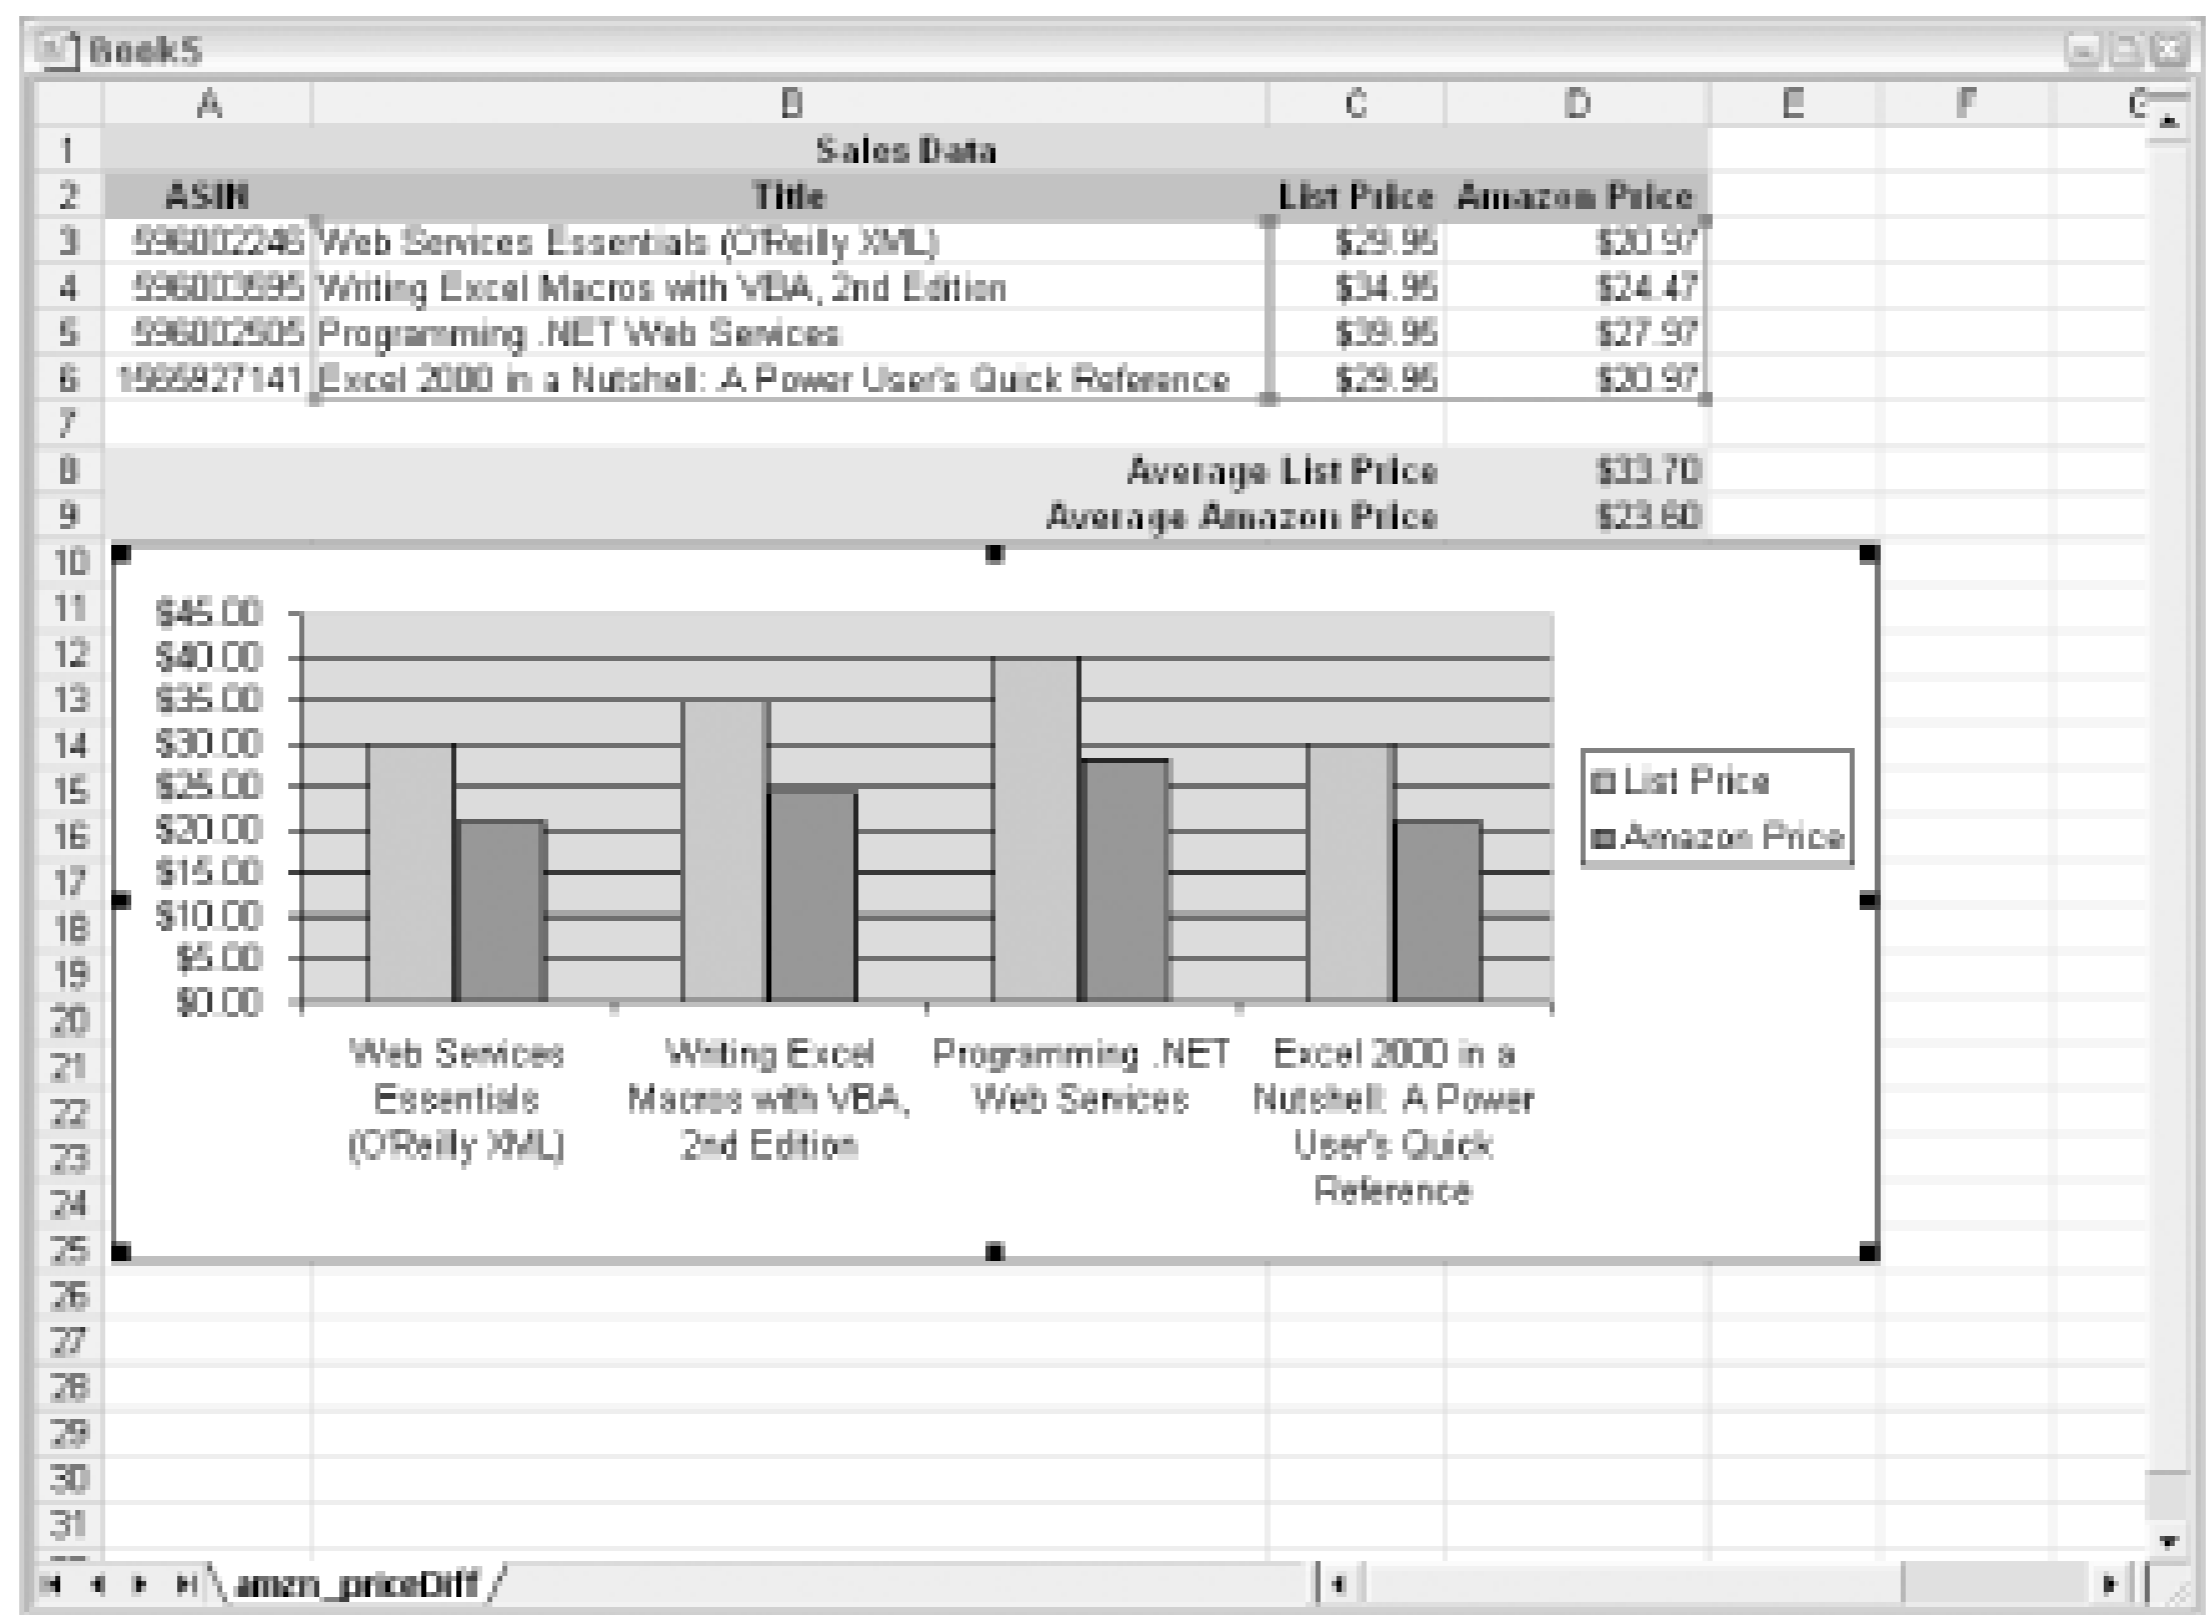 Book5
A B C D E F
1 Sales Data
2 ASIN Title List Price Amazon Price
3 596002246 Web Services Essentials (O'Reilly XML) $29.95 $20.97
4 Writing Excel Macros with VBA, 2nd Edition $34.95 $24.47
5 596002505 Programming .NET Web Services $39.95 $27.97
6 1565927141 Excel 2000 in a Nutshell: A Power User's Quick Reference $29.95 $20.97
7
8 Average List Price $33.70
9 Average Amazon Price $23.60
10
11
12
13
14
15
16
17
18
19
20
21
22
23
24
25
26
27
28
29
30
31
$45.00
$40.00
$35.00
$30.00
$25.00
$20.00
$15.00
$10.00
$5.00
$0.00
Web Services
Essentials
(O'Reilly XML)
Writing Excel
Macros with VBA,
2nd Edition
Programming .NET
Web Services
Excel 2000 in a
Nutshell: A Power
User's Quick
Reference
List Price
Amazon Price
amzn_priceDiff